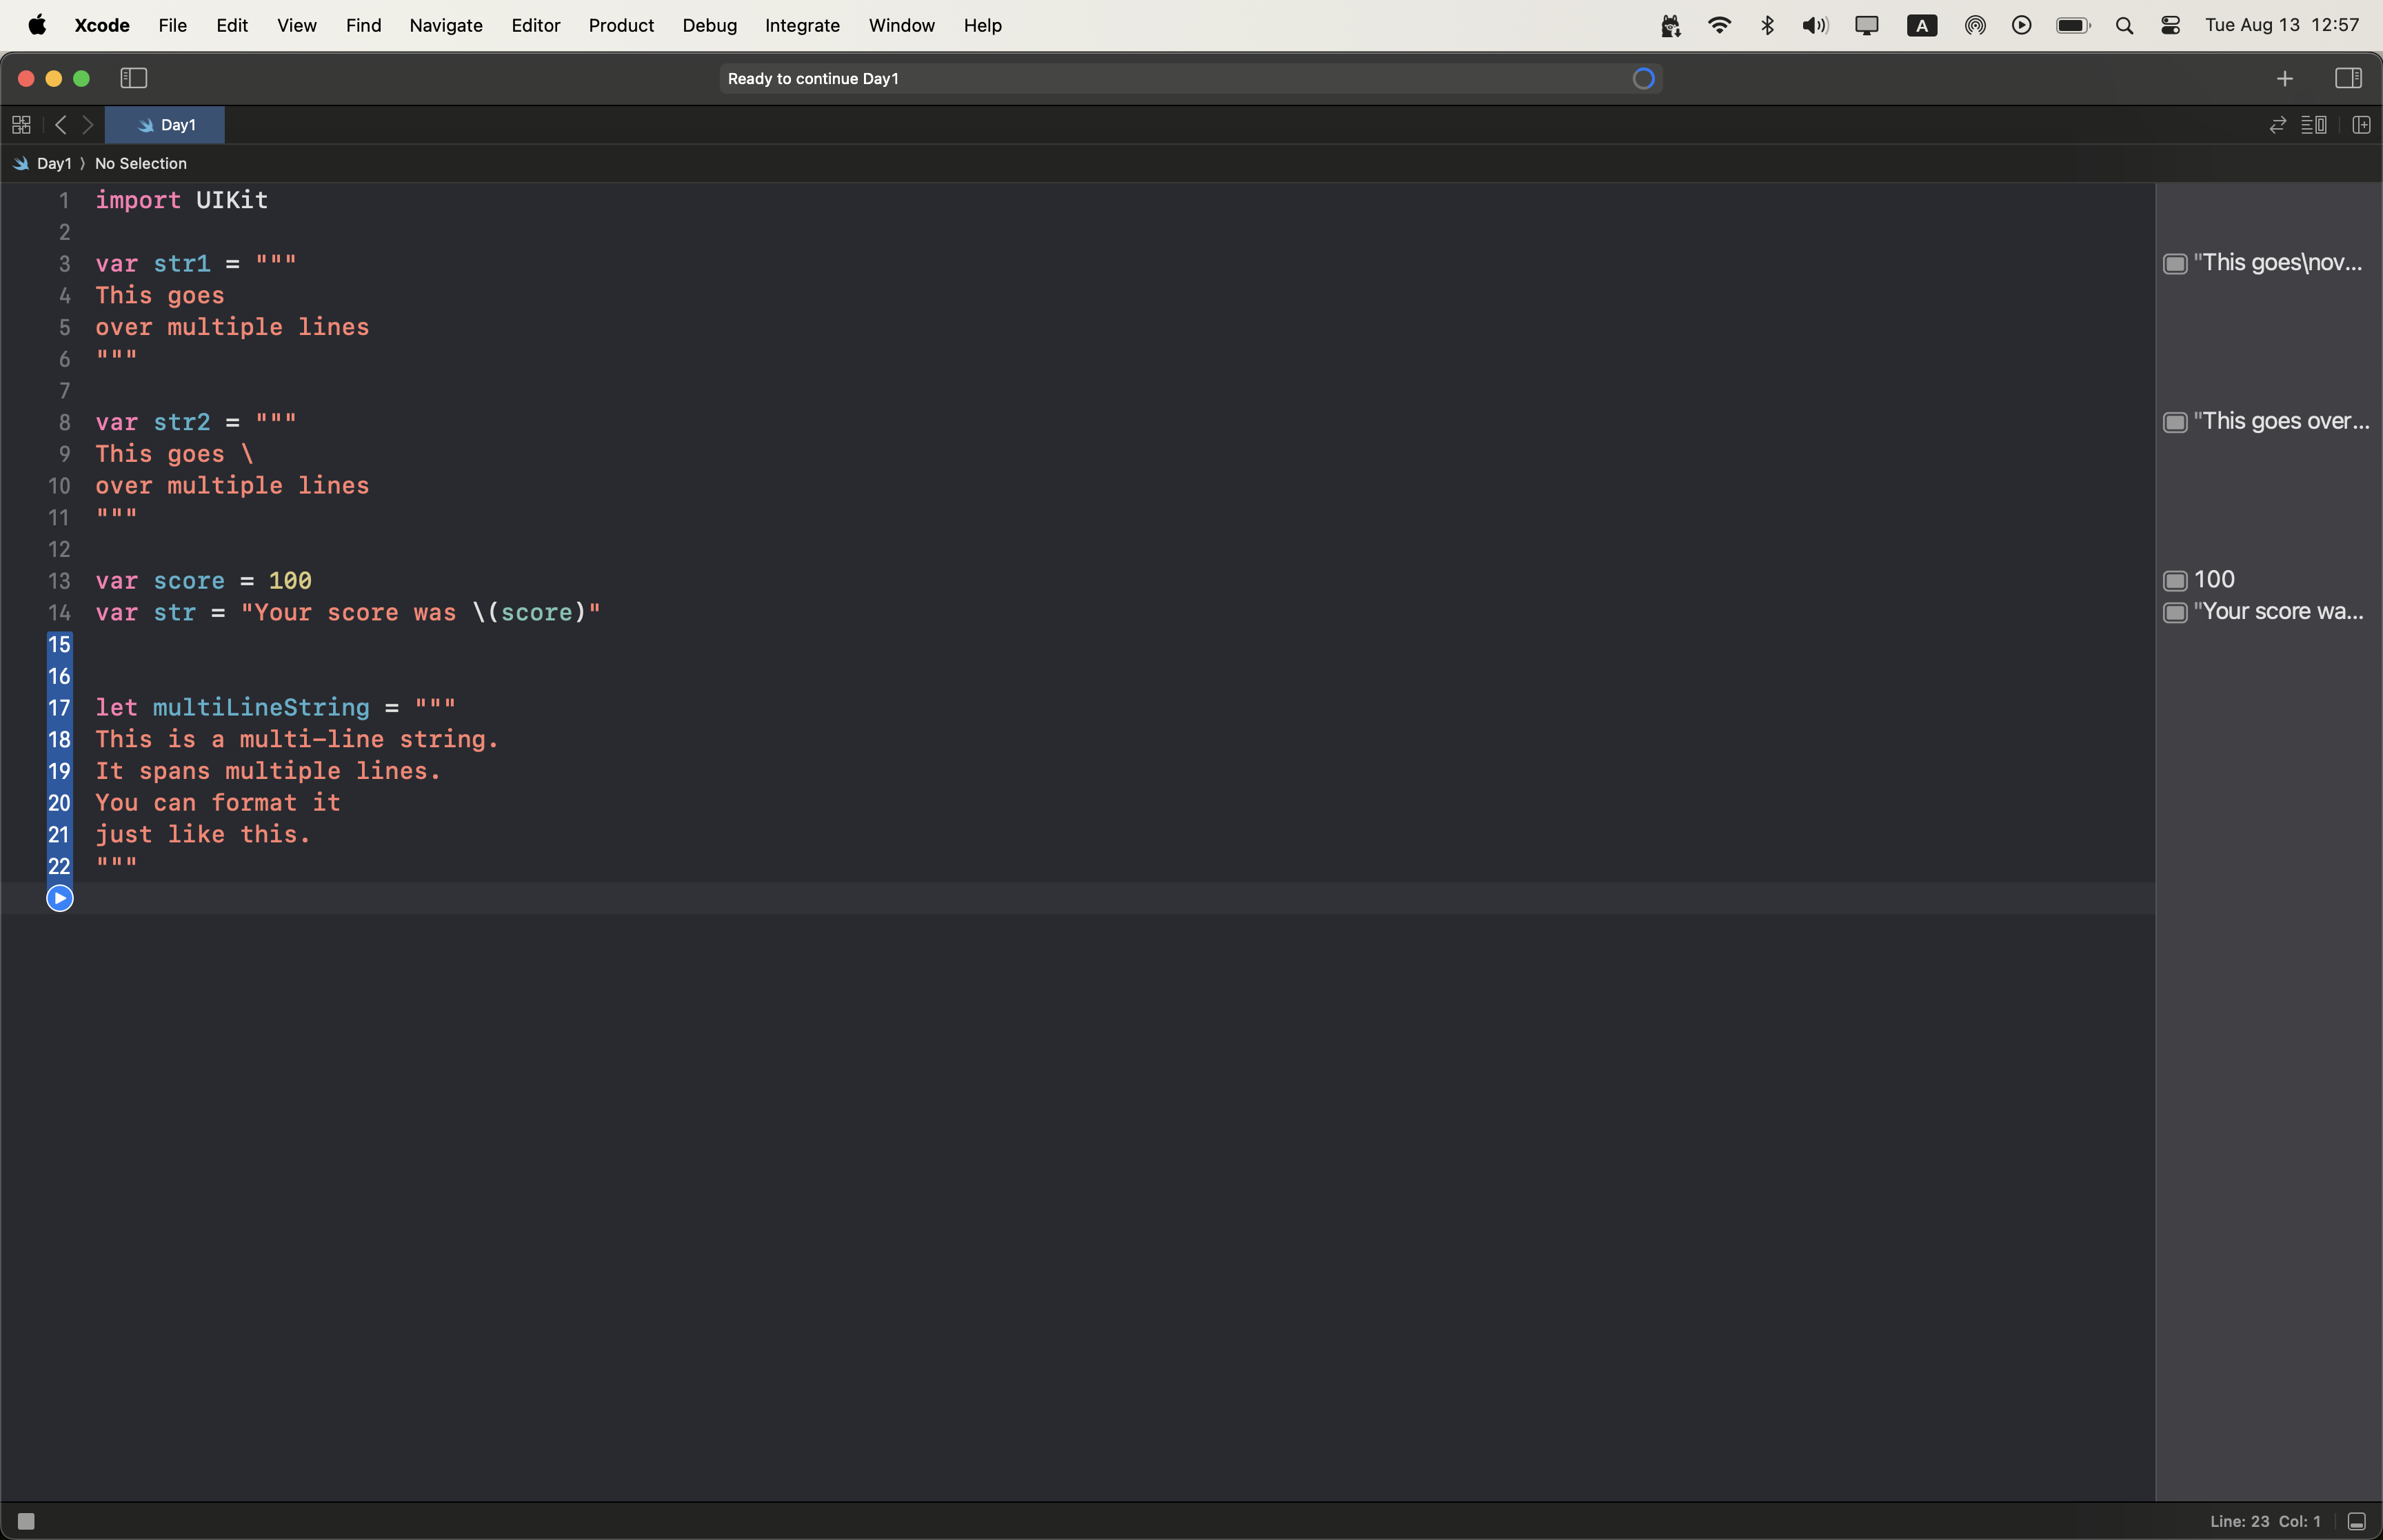 Xcode File Edit View Find Navigate Editor Product Debug Integrate Window Help A Tue Aug 13 12:57
Ready to continue Day1
Day1
Day1 › No Selection
1 import UIKit
2
3 var str1 = """ "This goes\nov...
4 This goes
5 over multiple lines
6 """
7
8 var str2 = """ "This goes over...
9 This goes \
10 over multiple lines
11 """
12
13 var score = 100 100
14 var str = "Your score was \(score)" "Your score wa...
15
16
17 let multiLineString = """
18 This is a multi-line string.
19 It spans multiple lines.
20 You can format it
21 just like this.
22 """
Line: 23 Col: 1